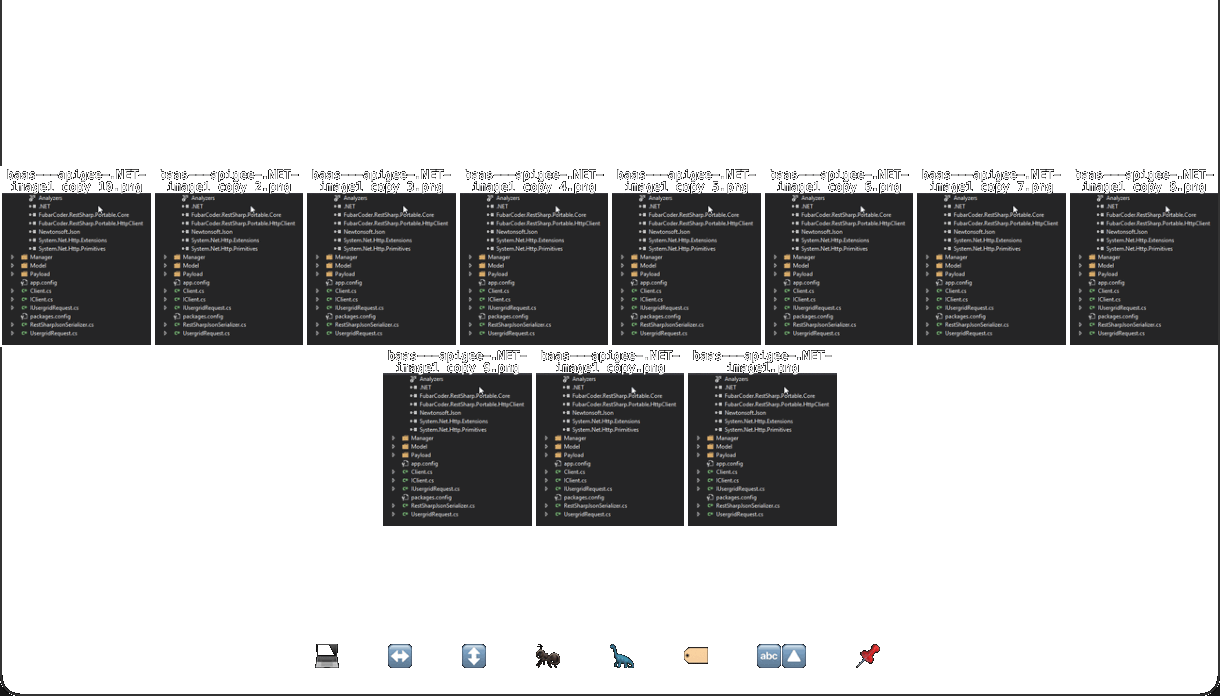 baas---apigee-.NET-
image1 copy 10.png
Analyzers
.NET
FubarCoder.RestSharp.Portable.Core
FubarCoder.RestSharp.Portable.HttpClient
Newtonsoft.Json
System.Net.Http.Extensions
System.Net.Http.Primitives
Manager
Model
Payload
app.config
Client.cs
IClient.cs
IUsergridRequest.cs
packages.config
RestSharpJsonSerializer.cs
UsergridRequest.cs
baas---apigee-.NET-
image1 copy 2.png
Analyzers
.NET
FubarCoder.RestSharp.Portable.Core
FubarCoder.RestSharp.Portable.HttpClient
Newtonsoft.Json
System.Net.Http.Extensions
System.Net.Http.Primitives
Manager
Model
Payload
app.config
Client.cs
IClient.cs
IUsergridRequest.cs
packages.config
RestSharpJsonSerializer.cs
UsergridRequest.cs
baas---apigee-.NET-
image1 copy 3.png
Analyzers
.NET
FubarCoder.RestSharp.Portable.Core
FubarCoder.RestSharp.Portable.HttpClient
Newtonsoft.Json
System.Net.Http.Extensions
System.Net.Http.Primitives
Manager
Model
Payload
app.config
Client.cs
IClient.cs
IUsergridRequest.cs
packages.config
RestSharpJsonSerializer.cs
UsergridRequest.cs
baas---apigee-.NET-
image1 copy 4.png
Analyzers
.NET
FubarCoder.RestSharp.Portable.Core
FubarCoder.RestSharp.Portable.HttpClient
Newtonsoft.Json
System.Net.Http.Extensions
System.Net.Http.Primitives
Manager
Model
Payload
app.config
Client.cs
IClient.cs
IUsergridRequest.cs
packages.config
RestSharpJsonSerializer.cs
UsergridRequest.cs
baas---apigee-.NET-
image1 copy 5.png
Analyzers
.NET
FubarCoder.RestSharp.Portable.Core
FubarCoder.RestSharp.Portable.HttpClient
Newtonsoft.Json
System.Net.Http.Extensions
System.Net.Http.Primitives
Manager
Model
Payload
app.config
Client.cs
IClient.cs
IUsergridRequest.cs
packages.config
RestSharpJsonSerializer.cs
UsergridRequest.cs
baas---apigee-.NET-
image1 copy 6.png
Analyzers
.NET
FubarCoder.RestSharp.Portable.Core
FubarCoder.RestSharp.Portable.HttpClient
Newtonsoft.Json
System.Net.Http.Extensions
System.Net.Http.Primitives
Manager
Model
Payload
app.config
Client.cs
IClient.cs
IUsergridRequest.cs
packages.config
RestSharpJsonSerializer.cs
UsergridRequest.cs
baas---apigee-.NET-
image1 copy 7.png
Analyzers
.NET
FubarCoder.RestSharp.Portable.Core
FubarCoder.RestSharp.Portable.HttpClient
Newtonsoft.Json
System.Net.Http.Extensions
System.Net.Http.Primitives
Manager
Model
Payload
app.config
Client.cs
IClient.cs
IUsergridRequest.cs
packages.config
RestSharpJsonSerializer.cs
UsergridRequest.cs
baas---apigee-.NET-
image1 copy 8.png
Analyzers
.NET
FubarCoder.RestSharp.Portable.Core
FubarCoder.RestSharp.Portable.HttpClient
Newtonsoft.Json
System.Net.Http.Extensions
System.Net.Http.Primitives
Manager
Model
Payload
app.config
Client.cs
IClient.cs
IUsergridRequest.cs
packages.config
RestSharpJsonSerializer.cs
UsergridRequest.cs
baas---apigee-.NET-
image1 copy 9.png
Analyzers
.NET
FubarCoder.RestSharp.Portable.Core
FubarCoder.RestSharp.Portable.HttpClient
Newtonsoft.Json
System.Net.Http.Extensions
System.Net.Http.Primitives
Manager
Model
Payload
app.config
Client.cs
IClient.cs
IUsergridRequest.cs
packages.config
RestSharpJsonSerializer.cs
UsergridRequest.cs
baas---apigee-.NET-
image1 copy.png
Analyzers
.NET
FubarCoder.RestSharp.Portable.Core
FubarCoder.RestSharp.Portable.HttpClient
Newtonsoft.Json
System.Net.Http.Extensions
System.Net.Http.Primitives
Manager
Model
Payload
app.config
Client.cs
IClient.cs
IUsergridRequest.cs
packages.config
RestSharpJsonSerializer.cs
UsergridRequest.cs
baas---apigee-.NET-
image1.png
Analyzers
.NET
FubarCoder.RestSharp.Portable.Core
FubarCoder.RestSharp.Portable.HttpClient
Newtonsoft.Json
System.Net.Http.Extensions
System.Net.Http.Primitives
Manager
Model
Payload
app.config
Client.cs
IClient.cs
IUsergridRequest.cs
packages.config
RestSharpJsonSerializer.cs
UsergridRequest.cs
abc